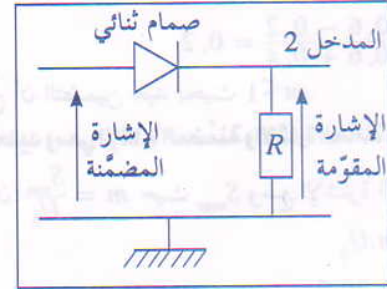 صمام ثنائي
المدخل 2
الإشارة
المضمَّنة
R
الإشارة
المقوّمة